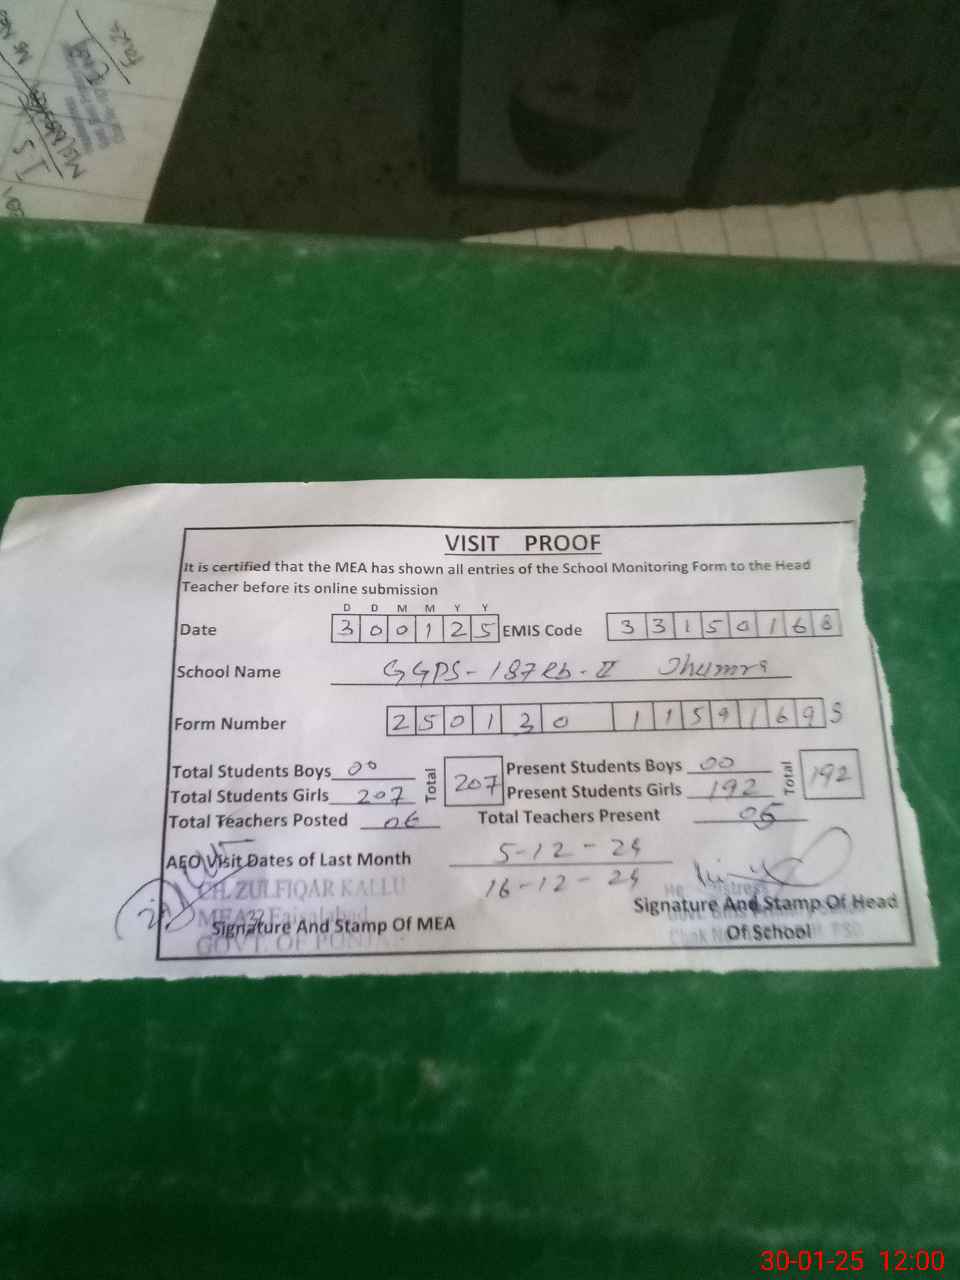 VISIT PROOF
It is certified that the MEA has shown all entries of the School Monitoring Form to the Head
Teacher before its online submission
D D M M Y Y
Date 3 0 0 1 2 5 EMIS Code 3 3 1 5 0 1 6 8
School Name GGPS-187 Rb-II Jhumra
Form Number 2 5 0 1 3 0 1 1 5 9 1 6 9 S
Total Students Boys 00 Total 207 Present Students Boys 00 Total 192
Total Students Girls 207 Present Students Girls 192
Total Teachers Posted 06 Total Teachers Present 06
AEO Visit Dates of Last Month 5-12-24
16-12-24
CH. ZULFIQAR KALLU
MEA 32 Faisalabad
GOVT. OF PUNJAB
Signature And Stamp Of MEA
Signature And Stamp Of Head
Of School
30-01-25 12:00